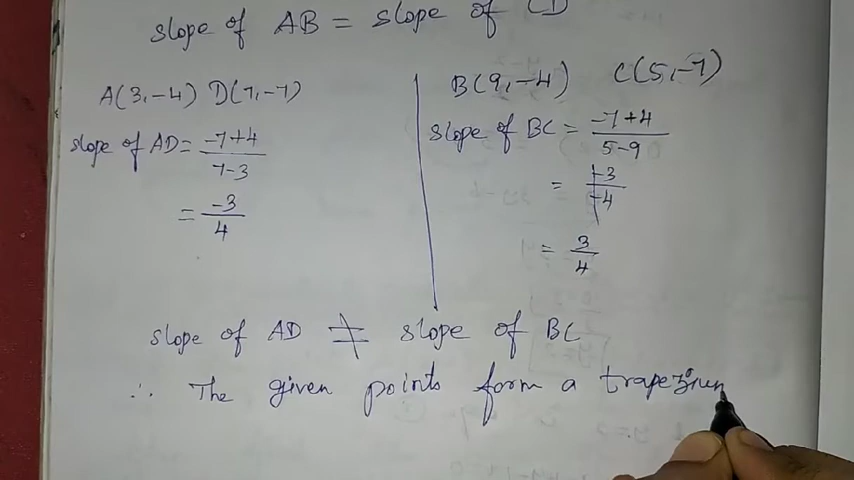 slope of AB = slope of CD
A(3,-4) D(7,-7)
slope of AD = -7+4 / 7-3
= -3 / 4
B(9,-4) C(5,-7)
slope of BC = -7+4 / 5-9
= -3 / -4
= 3 / 4
slope of AD ≠ slope of BC
∴ The given points form a trapezium